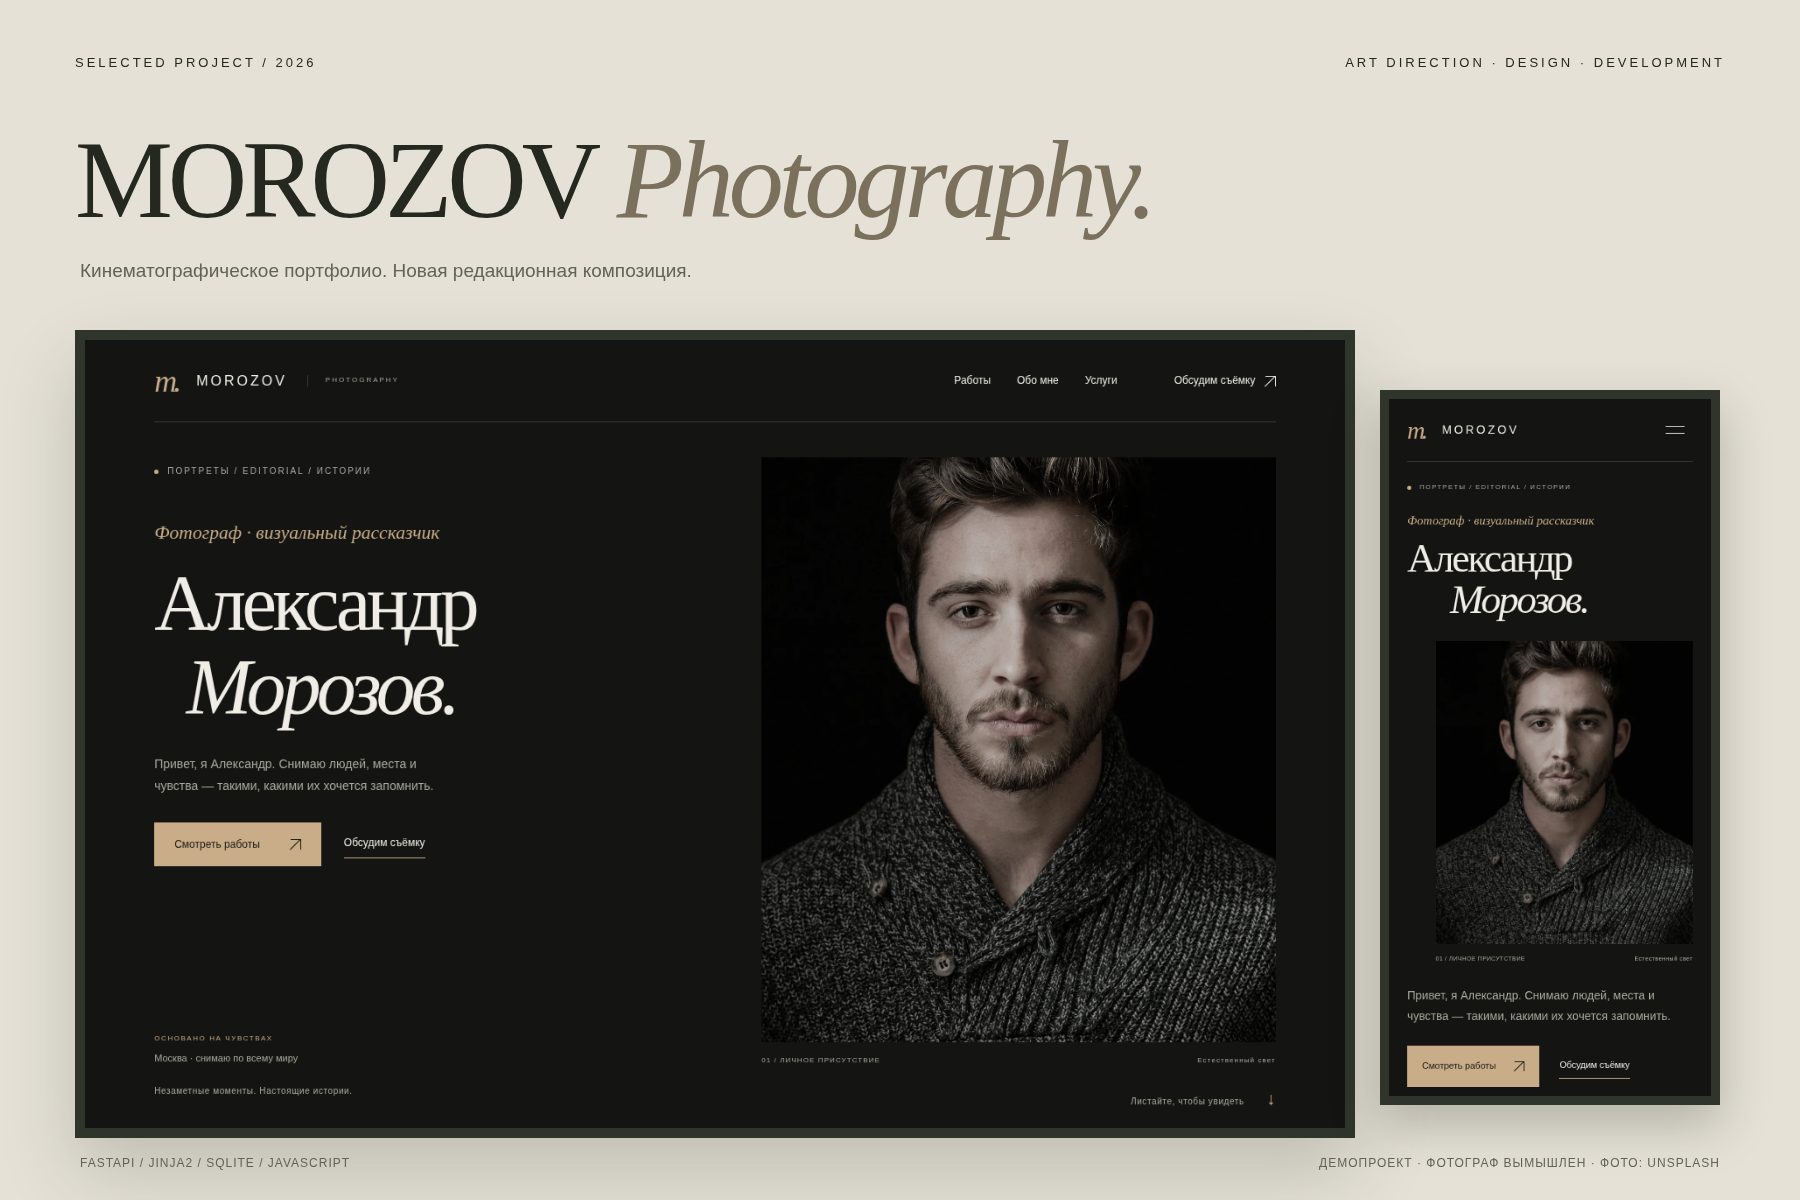 SELECTED PROJECT / 2026
ART DIRECTION · DESIGN · DEVELOPMENT
MOROZOV Photography.
Кинематографическое портфолио. Новая редакционная композиция.
m. MOROZOV PHOTOGRAPHY
Работы Обо мне Услуги Обсудим съёмку
ПОРТРЕТЫ / EDITORIAL / ИСТОРИИ
Фотограф · визуальный рассказчик
Александр
Морозов.
Привет, я Александр. Снимаю людей, места и
чувства — такими, какими их хочется запомнить.
Смотреть работы Обсудим съёмку
ОСНОВАНО НА ЧУВСТВАХ
Москва · снимаю по всему миру
Незаметные моменты. Настоящие истории.
01 / ЛИЧНОЕ ПРИСУТСТВИЕ Естественный свет
Листайте, чтобы увидеть ↓
m. MOROZOV
ПОРТРЕТЫ / EDITORIAL / ИСТОРИИ
Фотограф · визуальный рассказчик
Александр
Морозов.
01 / ЛИЧНОЕ ПРИСУТСТВИЕ Естественный свет
Привет, я Александр. Снимаю людей, места и
чувства — такими, какими их хочется запомнить.
Смотреть работы Обсудим съёмку
FASTAPI / JINJA2 / SQLITE / JAVASCRIPT
ДЕМОПРОЕКТ · ФОТОГРАФ ВЫМЫШЛЕН · ФОТО: UNSPLASH